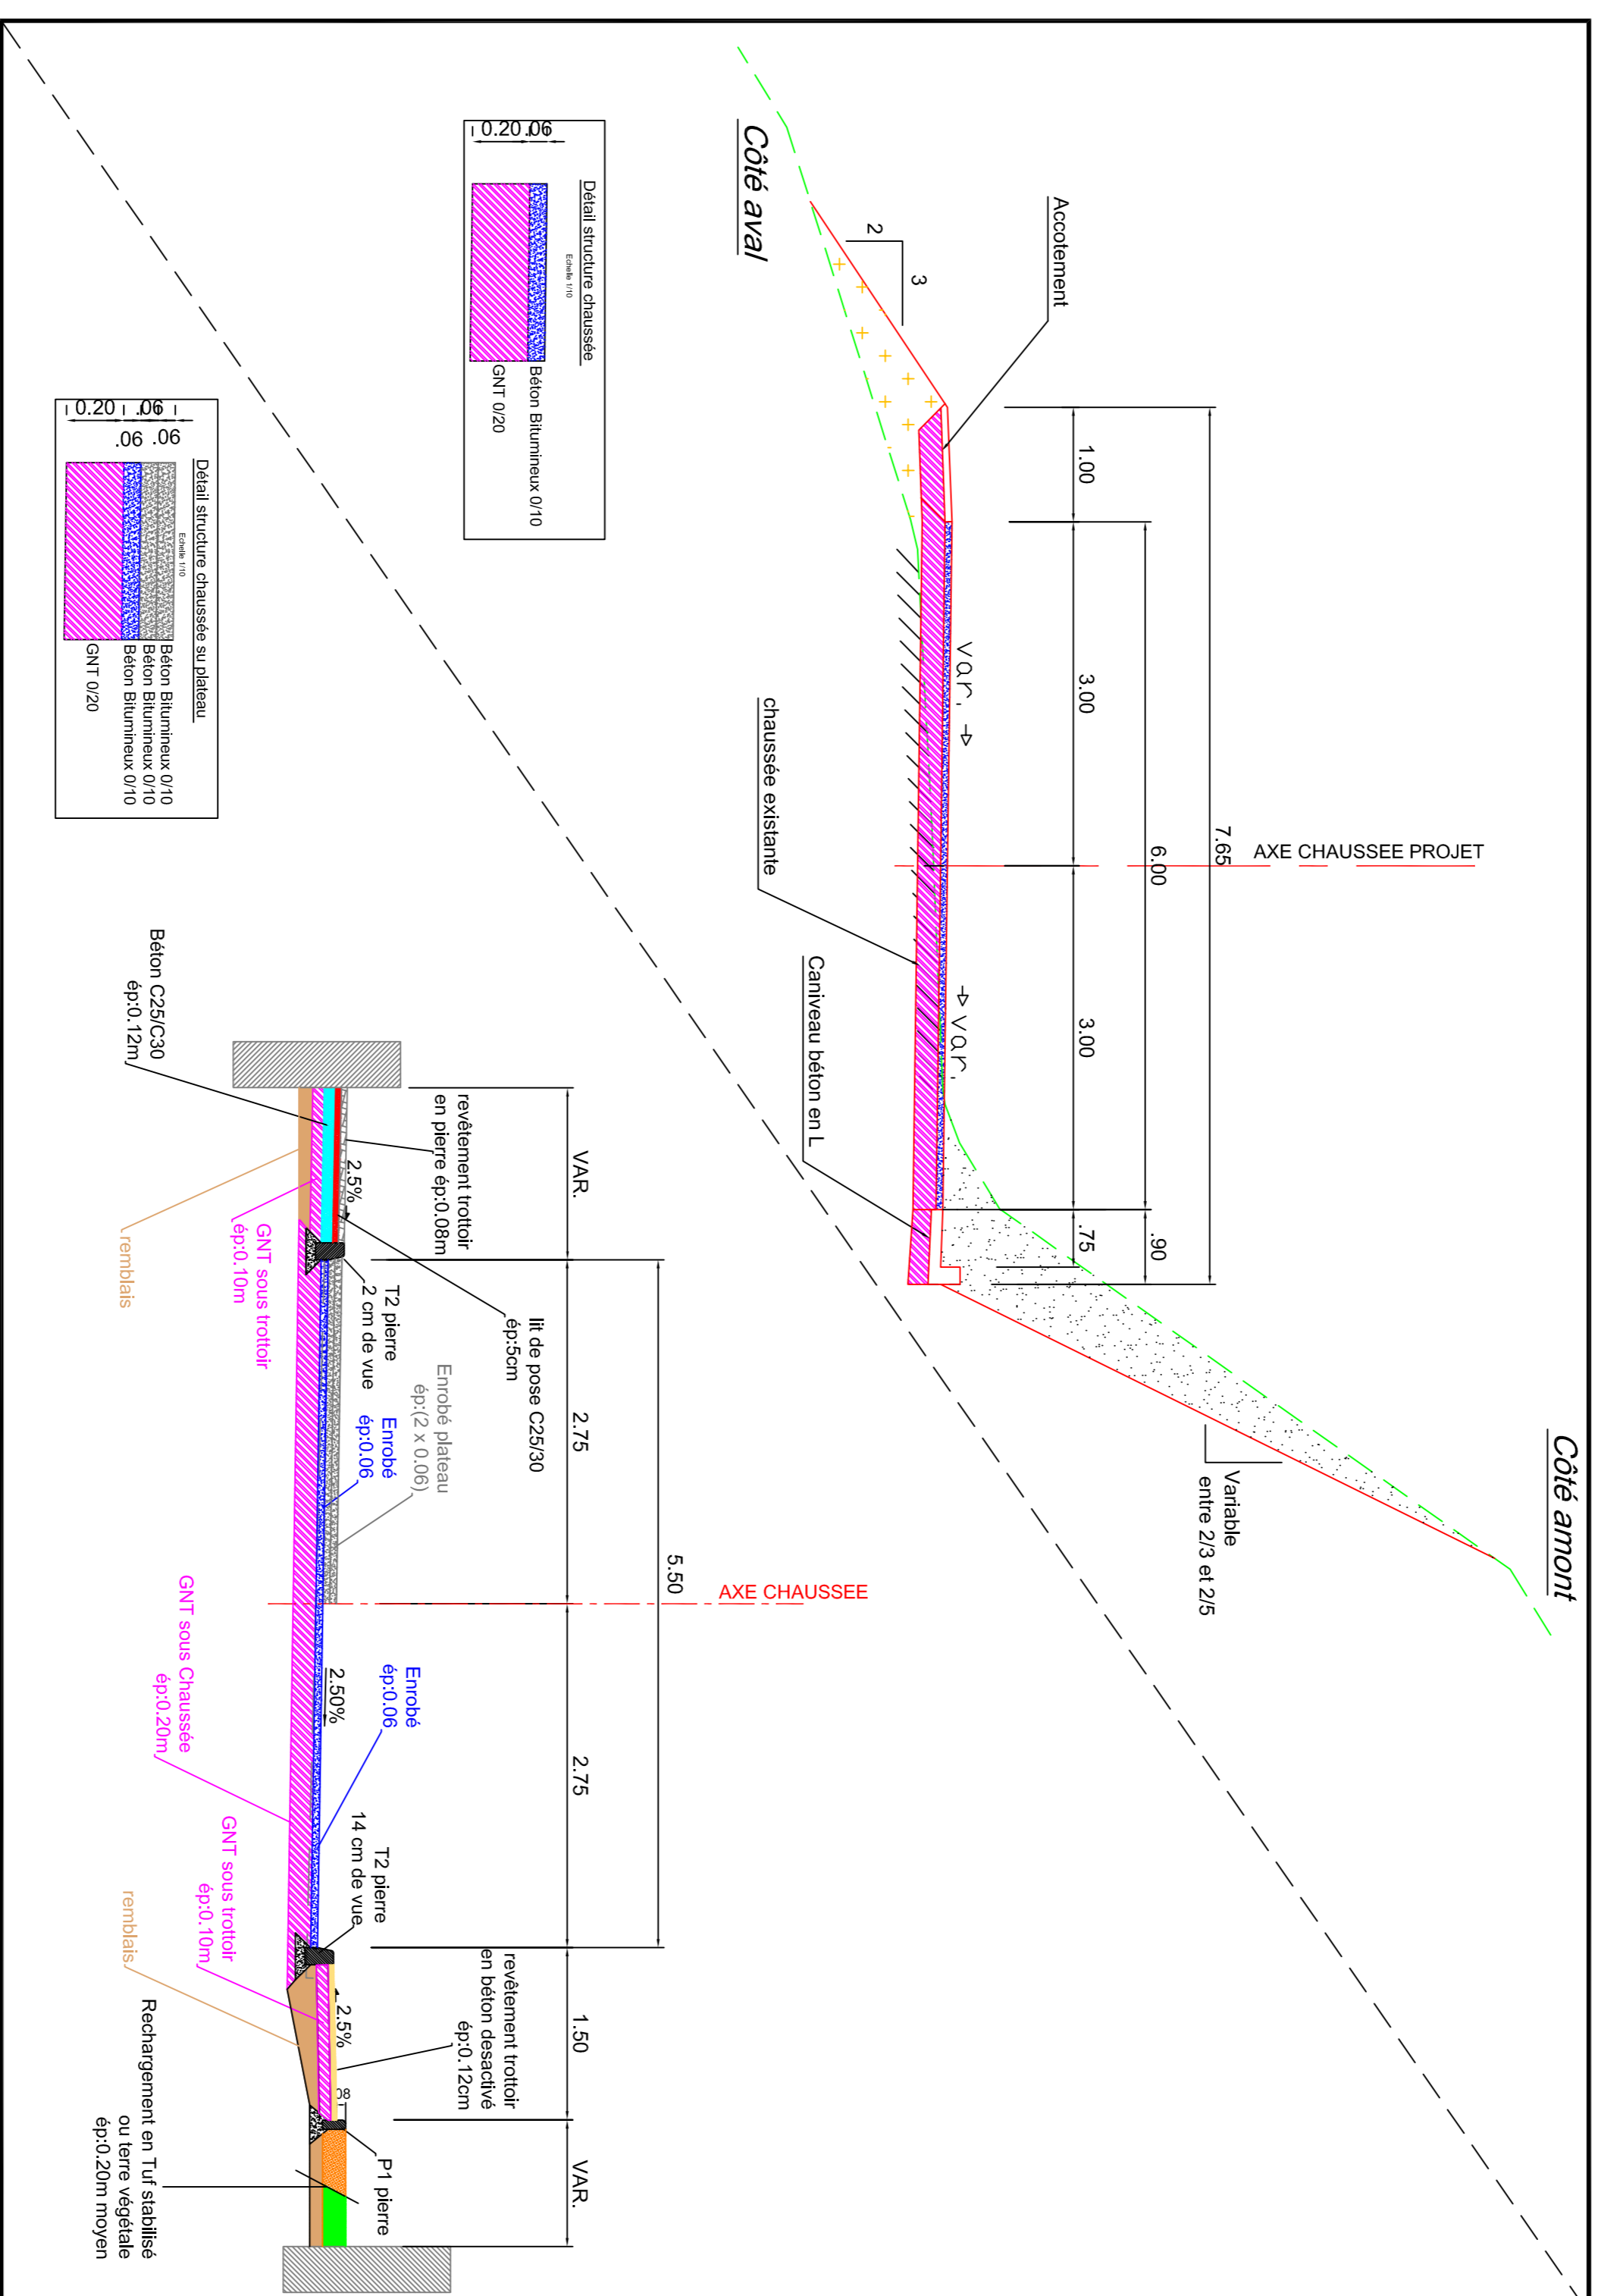 Côté amont
Côté aval
AXE CHAUSSEE PROJET
7.65
6.00
.90
1.00
3.00
3.00
.75
Accotement
2
3
var.
var.
chaussée existante
Caniveau béton en L
Variable
entre 2/3 et 2/5
Détail structure chaussée
Echelle 1/10
.06
0.20
Béton Bitumineux 0/10
GNT 0/20
Détail structure chaussée su plateau
Echelle 1/10
.06
.06
.06
0.20
Béton Bitumineux 0/10
Béton Bitumineux 0/10
Béton Bitumineux 0/10
GNT 0/20
AXE CHAUSSEE
5.50
VAR.
2.75
2.75
1.50
VAR.
revêtement trottoir
en pierre ép:0.08m
2.5%
T2 pierre
2 cm de vue
lit de pose C25/30
ép:5cm
Enrobé plateau
ép:(2 x 0.06)
Enrobé
ép:0.06
Enrobé
ép:0.06
2.50%
T2 pierre
14 cm de vue
revêtement trottoir
en béton desactivé
ép:0.12cm
2.5%
08
P1 pierre
Béton C25/C30
ép:0.12m
GNT sous trottoir
ép:0.10m
remblais
GNT sous Chaussée
ép:0.20m
GNT sous trottoir
ép:0.10m
remblais
Rechargement en Tuf stabilisé
ou terre végétale
ép:0.20m moyen